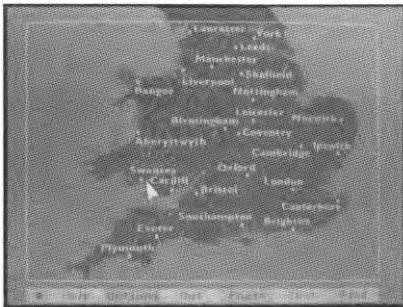 Lancaster
York
Leeds
Manchester
Liverpool
Sheffield
Bangor
Nottingham
Leicester
Norwich
Birmingham
Coventry
Aberystwyth
Cambridge
Ipswich
Swansea
Oxford
Cardiff
London
Bristol
Canterbury
Southampton
Brighton
Exeter
Plymouth
Options